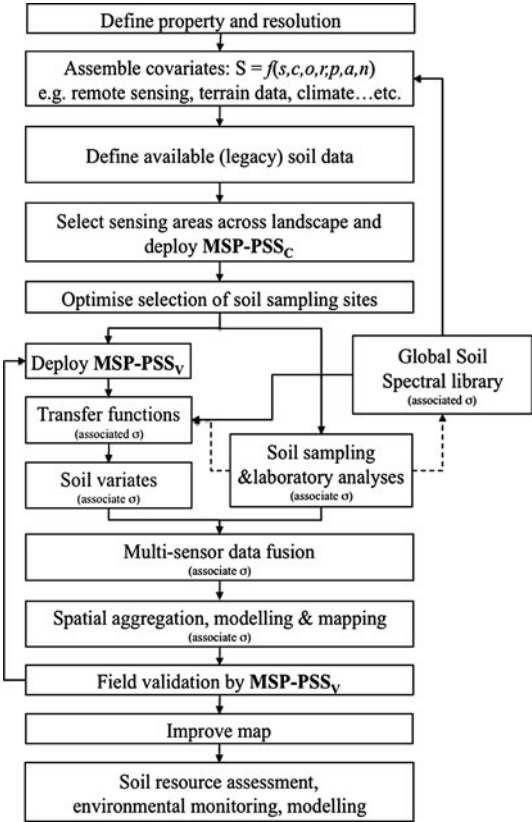 Define property and resolution
Assemble covariates: S = f(s,c,o,r,p,a,n)
e.g. remote sensing, terrain data, climate…etc.
Define available (legacy) soil data
Select sensing areas across landscape and
deploy MSP-PSSC
Optimise selection of soil sampling sites
Deploy MSP-PSSV
Global Soil
Spectral library
(associated σ)
Transfer functions
(associated σ)
Soil sampling
&laboratory analyses
(associate σ)
Soil variates
(associate σ)
Multi-sensor data fusion
(associate σ)
Spatial aggregation, modelling & mapping
(associate σ)
Field validation by MSP-PSSV
Improve map
Soil resource assessment,
environmental monitoring, modelling